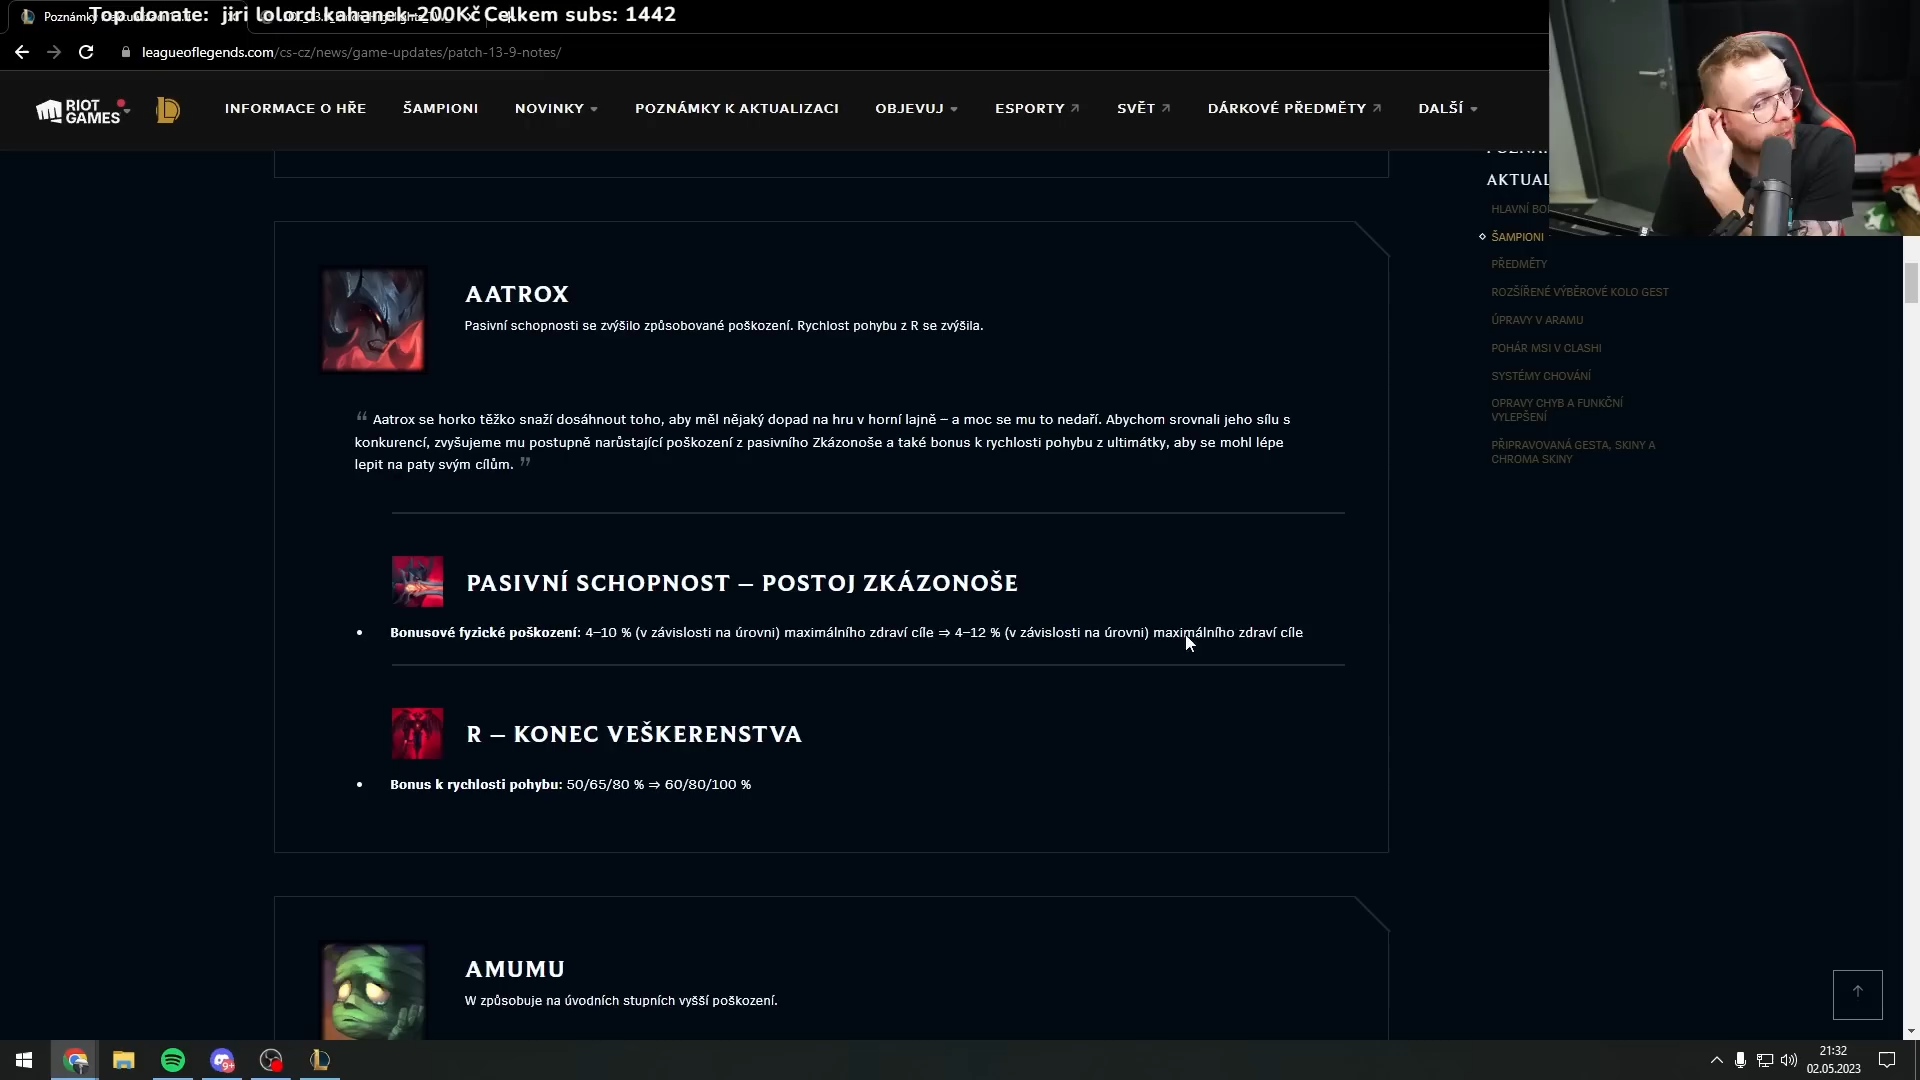 Top donate: jiri lolord kahanek-200Kč Celkem subs: 1442
leagueoflegends.com/cs-cz/news/game-updates/patch-13-9-notes/
RIOT GAMES
INFORMACE O HŘE ŠAMPIONI NOVINKY POZNÁMKY K AKTUALIZACI OBJEVUJ ESPORTY SVĚT DÁRKOVÉ PŘEDMĚTY DALŠÍ
AKTUAL
HLAVNÍ BO
ŠAMPIONI
PŘEDMĚTY
ROZŠÍŘENÉ VÝBĚROVÉ KOLO GEST
ÚPRAVY V ARAMU
POHÁR MSI V CLASHI
SYSTÉMY CHOVÁNÍ
OPRAVY CHYB A FUNKČNÍ
VYLEPŠENÍ
PŘIPRAVOVANÁ GESTA, SKINY A
CHROMA SKINY
AATROX
Pasivní schopnosti se zvýšilo způsobované poškození. Rychlost pohybu z R se zvýšila.
“ Aatrox se horko těžko snaží dosáhnout toho, aby měl nějaký dopad na hru v horní lajně – a moc se mu to nedaří. Abychom srovnali jeho sílu s
konkurencí, zvyšujeme mu postupně narůstající poškození z pasivního Zkázonoše a také bonus k rychlosti pohybu z ultimátky, aby se mohl lépe
lepit na paty svým cílům. ”
PASIVNÍ SCHOPNOST – POSTOJ ZKÁZONOŠE
• Bonusové fyzické poškození: 4–10 % (v závislosti na úrovni) maximálního zdraví cíle ⇒ 4–12 % (v závislosti na úrovni) maximálního zdraví cíle
R – KONEC VEŠKERENSTVA
• Bonus k rychlosti pohybu: 50/65/80 % ⇒ 60/80/100 %
AMUMU
W způsobuje na úvodních stupních vyšší poškození.
9+
21:32
02.05.2023